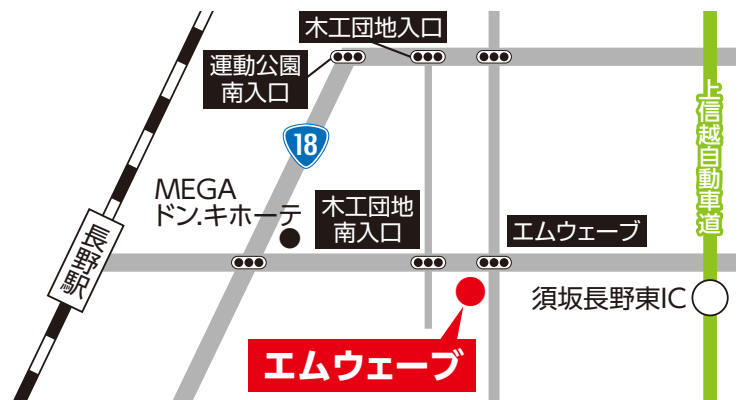 木工団地入口
運動公園
南入口
18
上信越自動車道
MEGA
ドン.キホーテ
木工団地
南入口
エムウェーブ
長野駅
須坂長野東IC
エムウェーブ